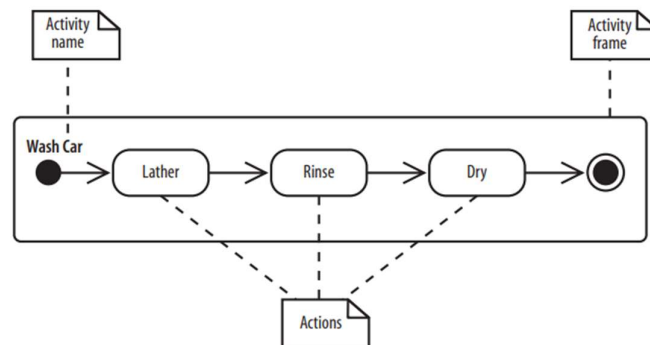 Activity
name
Activity
frame
Wash Car
Lather
Rinse
Dry
Actions